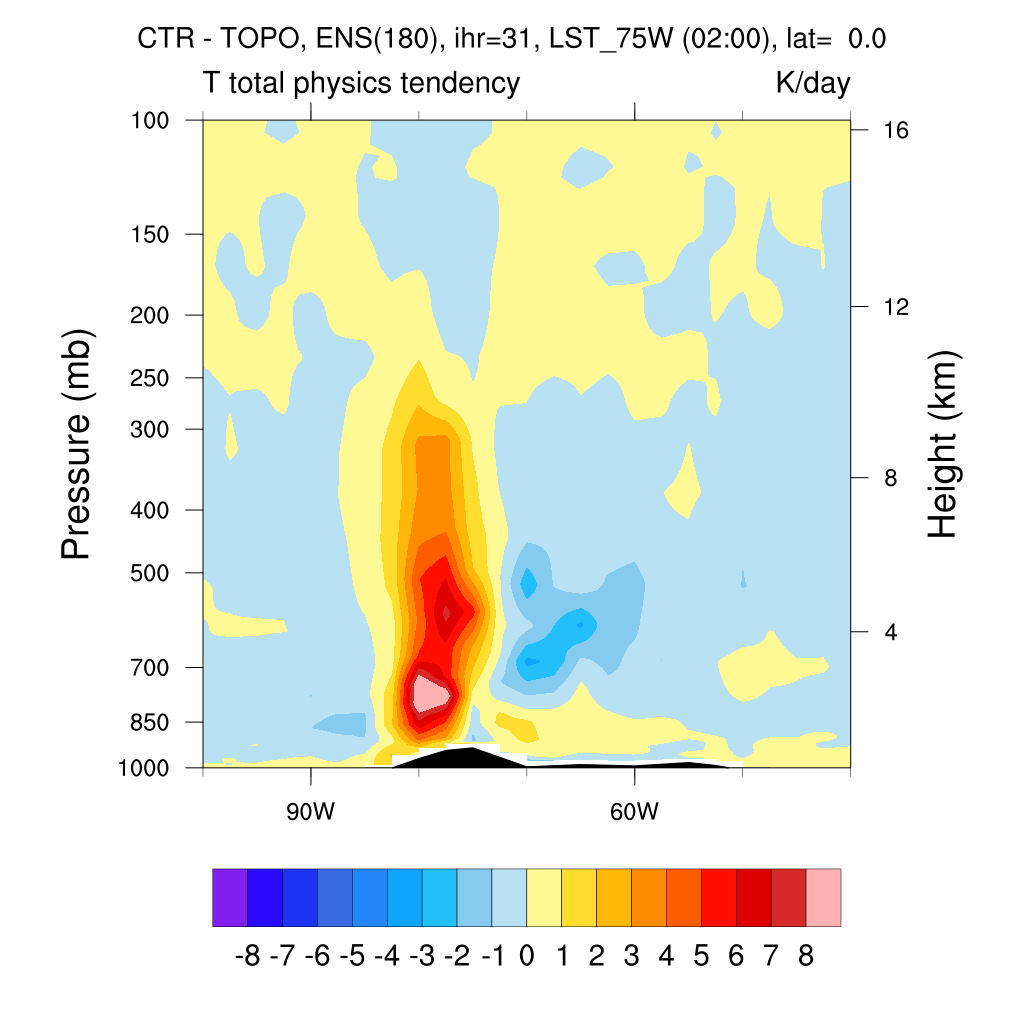 CTR - TOPO, ENS(180), ihr=31, LST_75W (02:00), lat=  0.0
T total physics tendency K/day
100
150
200
250
300
400
500
700
850
1000
Pressure (mb)
16
12
8
4
Height (km)
90W 60W
-8 -7 -6 -5 -4 -3 -2 -1 0 1 2 3 4 5 6 7 8